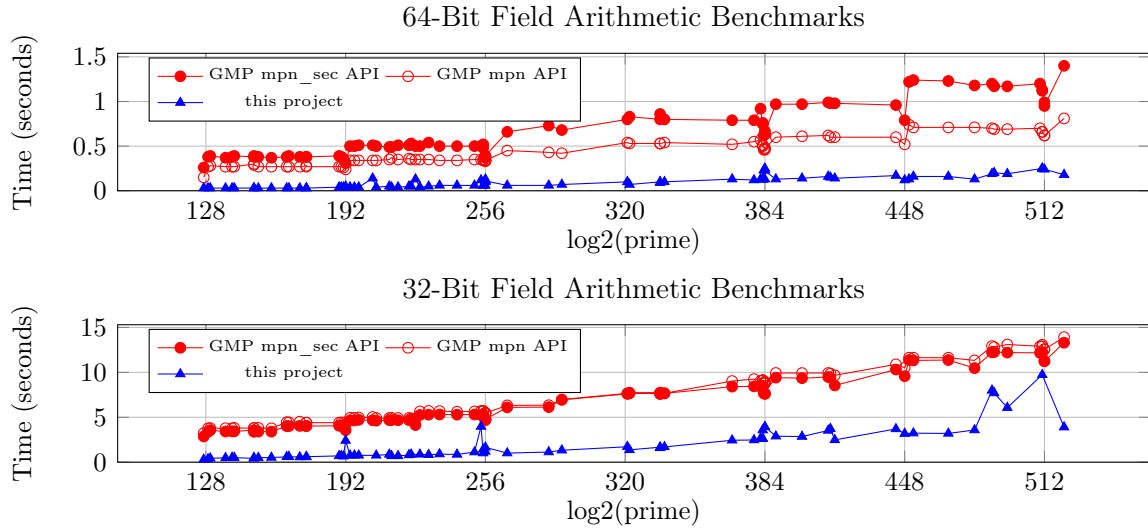 64-Bit Field Arithmetic Benchmarks
Time (seconds)
1.5
1
0.5
0
GMP mpn_sec API GMP mpn API
this project
128 192 256 320 384 448 512
log2(prime)
32-Bit Field Arithmetic Benchmarks
Time (seconds)
15
10
5
0
GMP mpn_sec API GMP mpn API
this project
128 192 256 320 384 448 512
log2(prime)